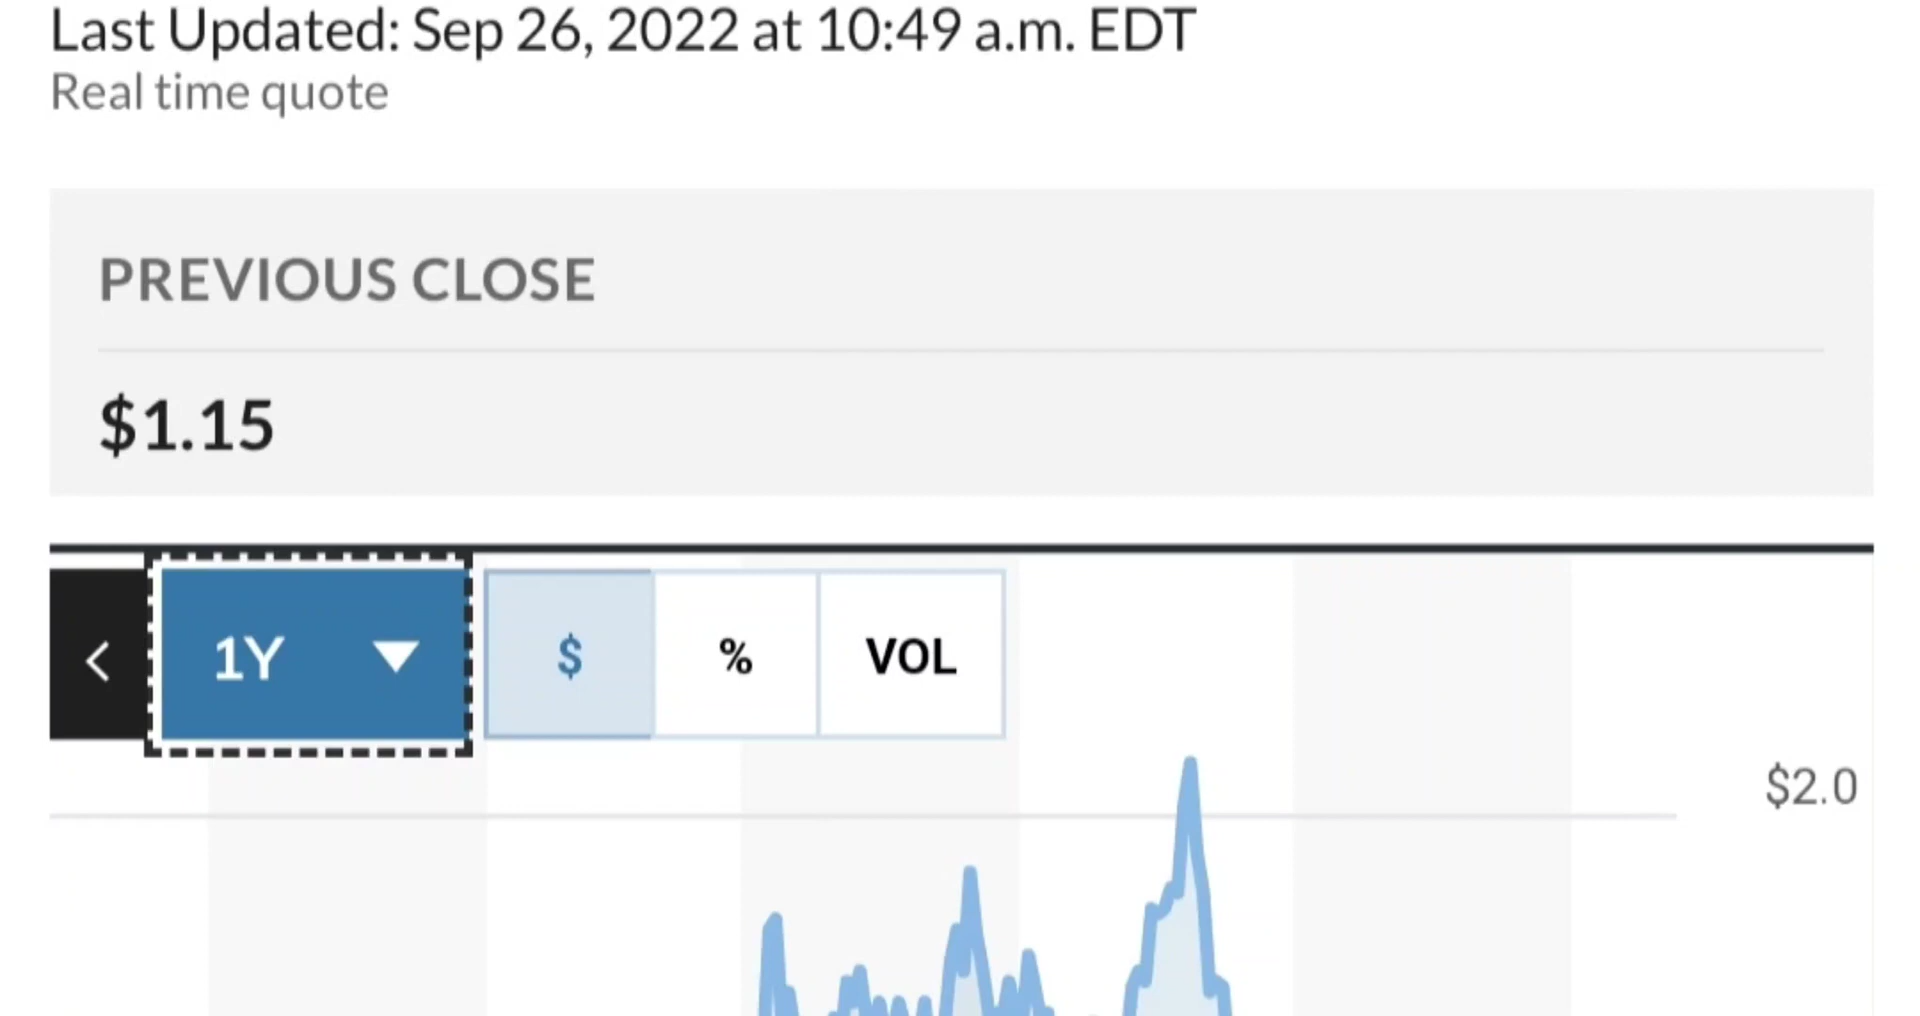 Last Updated: Sep 26, 2022 at 10:49 a.m. EDT
Real time quote
PREVIOUS CLOSE
$1.15
< 1Y ▼ $ % VOL
$2.0